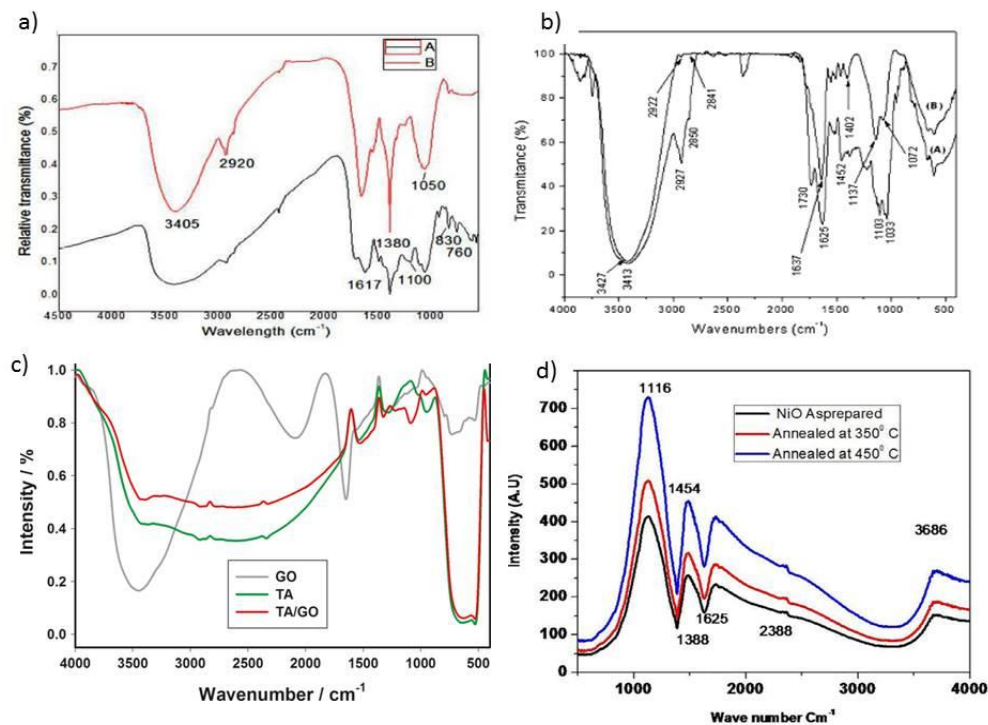 a)
Relative transmittance (%)
0.7
0.6
0.5
0.4
0.3
0.2
0.1
0.0
A
B
2920
3405
1050
1380
830
760
1617
1100
4500 4000 3500 3000 2500 2000 1500 1000
Wavelength (cm-1)
b)
Transmittance (%)
100
80
60
40
20
0
2922
2841
1402
(B)
(A)
1072
2850
2927
1452
1137
1730
1625
1637
1103
1033
3427
3413
4000 3500 3000 2500 2000 1500 1000 500
Wavenumbers (cm-1)
c)
Intensity / %
1.0
0.8
0.6
0.4
0.2
0.0
GO
TA
TA/GO
4000 3500 3000 2500 2000 1500 1000 500
Wavenumber / cm-1
d)
Intensity (A.U)
700
600
500
400
300
200
100
0
1116
NiO Asprepared
Annealed at 350⁰ C
Annealed at 450⁰ C
1454
3686
1625
1388
2388
1000 2000 3000 4000
Wave number Cm-1